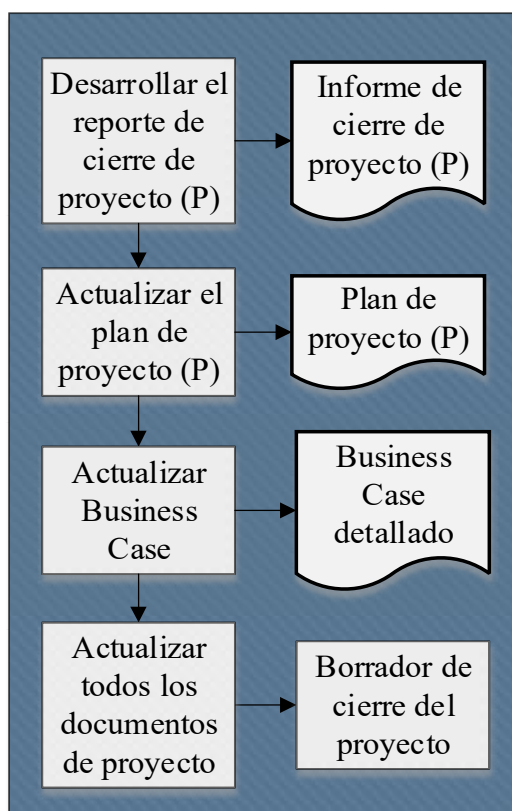 Desarrollar el
reporte de
cierre de
proyecto (P)
Informe de
cierre de
proyecto (P)
Actualizar el
plan de
proyecto (P)
Plan de
proyecto (P)
Actualizar
Business
Case
Business
Case
detallado
Actualizar
todos los
documentos
de proyecto
Borrador de
cierre del
proyecto